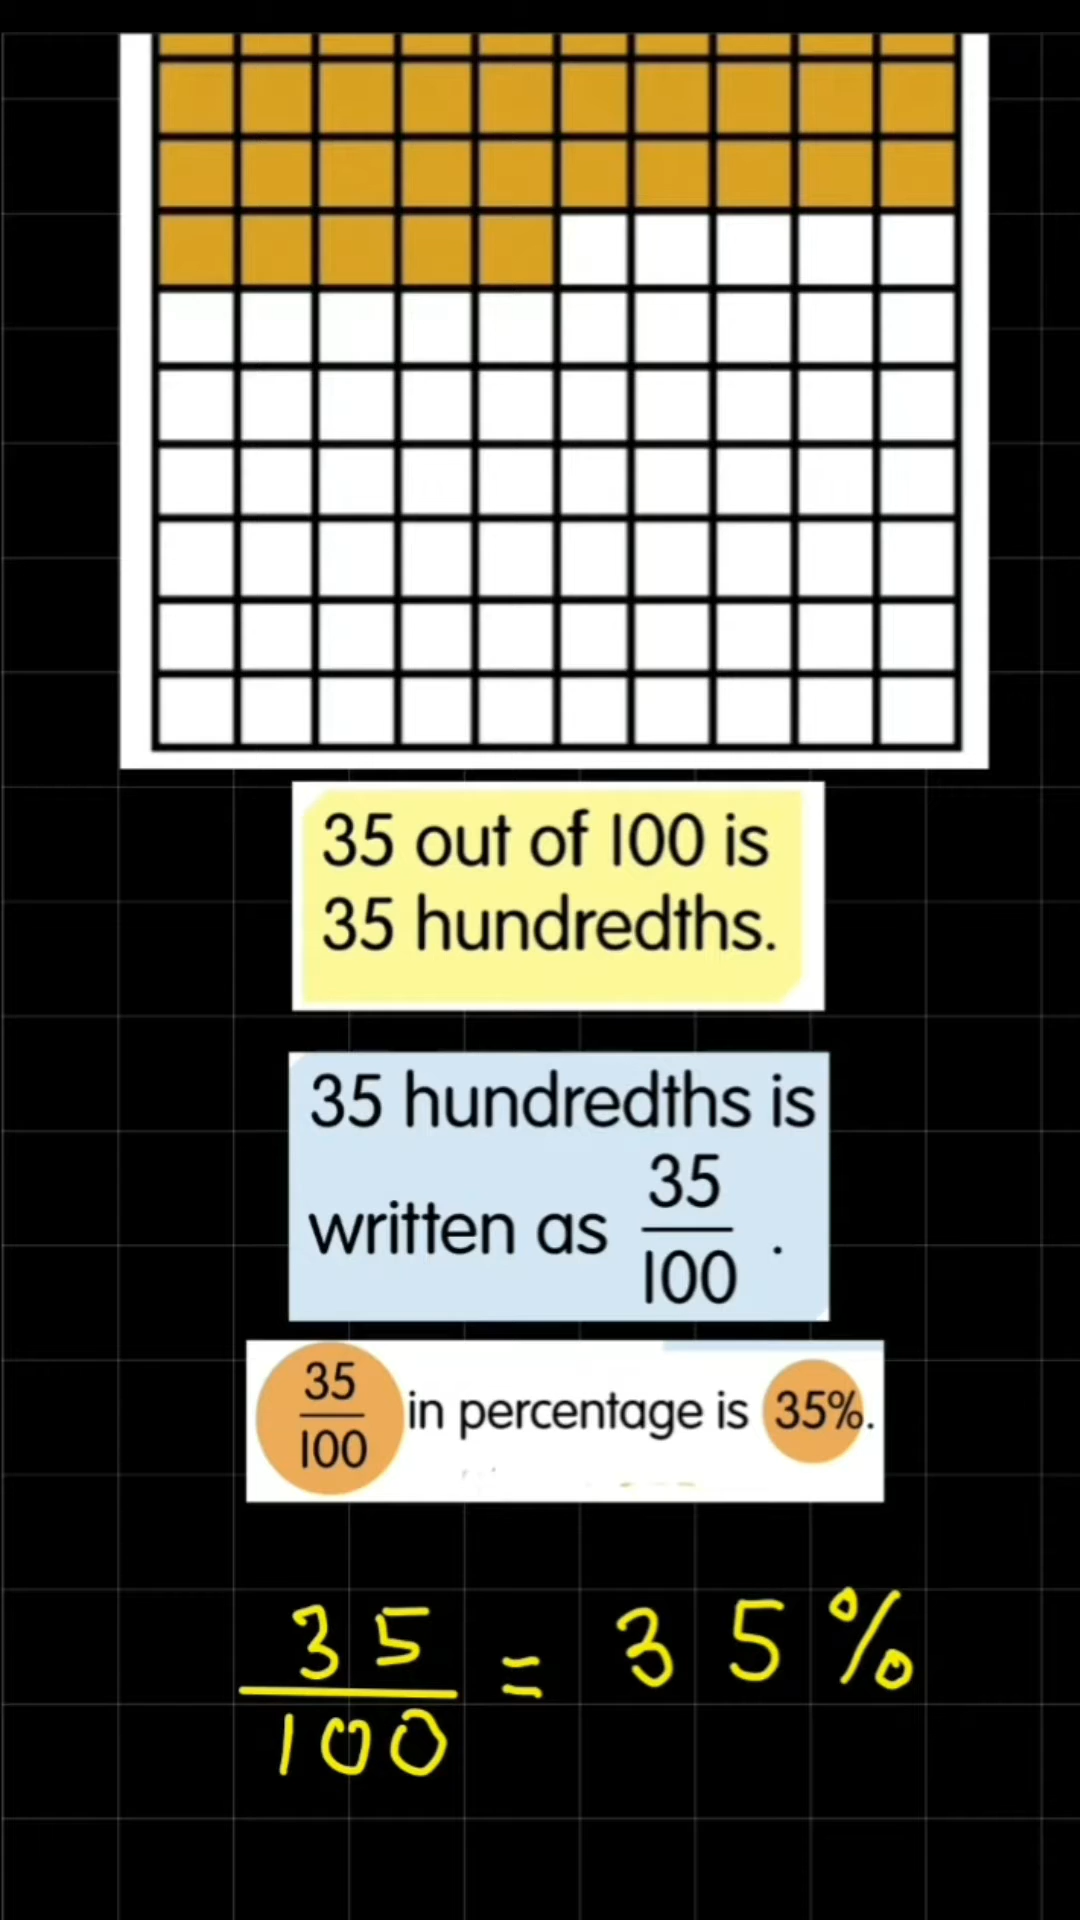 35 out of 100 is
35 hundredths.
35 hundredths is
written as 35/100 .
35/100 in percentage is 35%.
35/100 = 35%